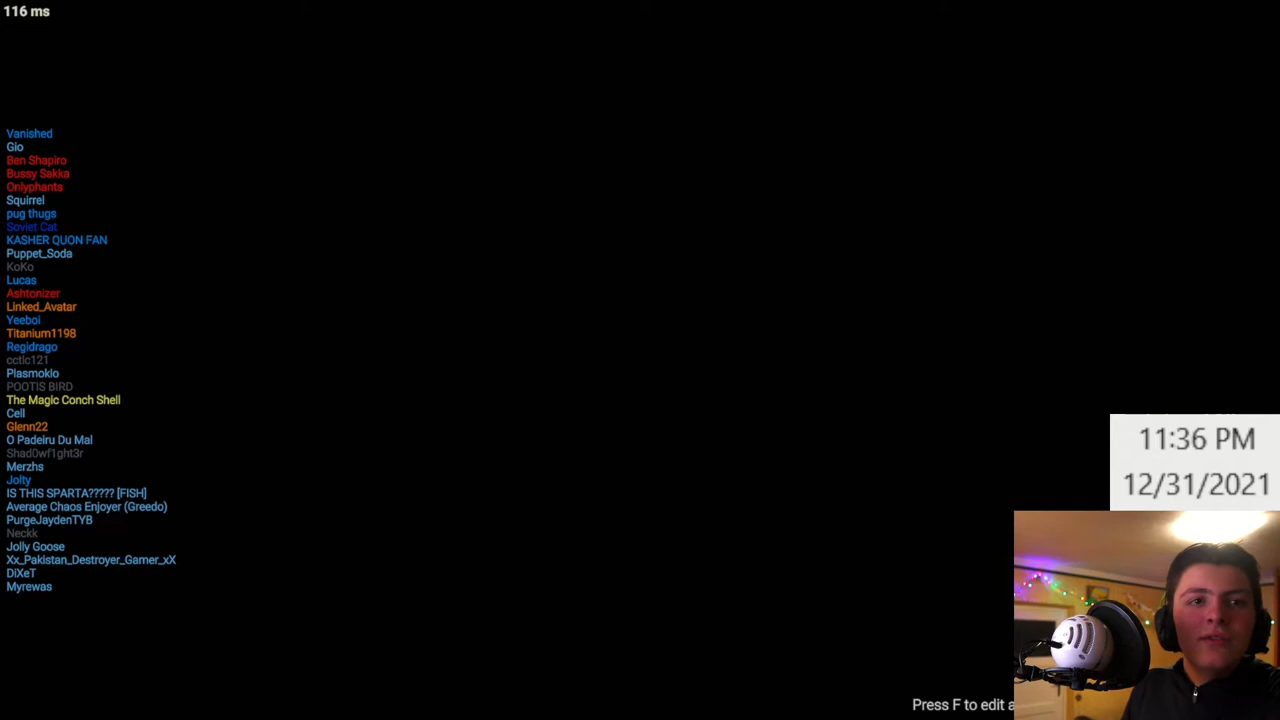 116 ms
Vanished
Gio
Ben Shapiro
Bussy Sakka
Onlyphants
Squirrel
pug thugs
Soviet Cat
KASHER QUON FAN
Puppet_Soda
KoKo
Lucas
Ashtonizer
Linked_Avatar
Yeeboi
Titanium1198
Regidrago
cctic121
Plasmokio
POOTIS BIRD
The Magic Conch Shell
Cell
Glenn22
O Padeiru Du Mal
Shad0wf1ght3r
Merzhs
Jolty
IS THIS SPARTA????? [FISH]
Average Chaos Enjoyer (Greedo)
PurgeJaydenTYB
Neckk
Jolly Goose
Xx_Pakistan_Destroyer_Gamer_xX
DiXeT
Myrewas
11:36 PM
12/31/2021
Press F to edit a